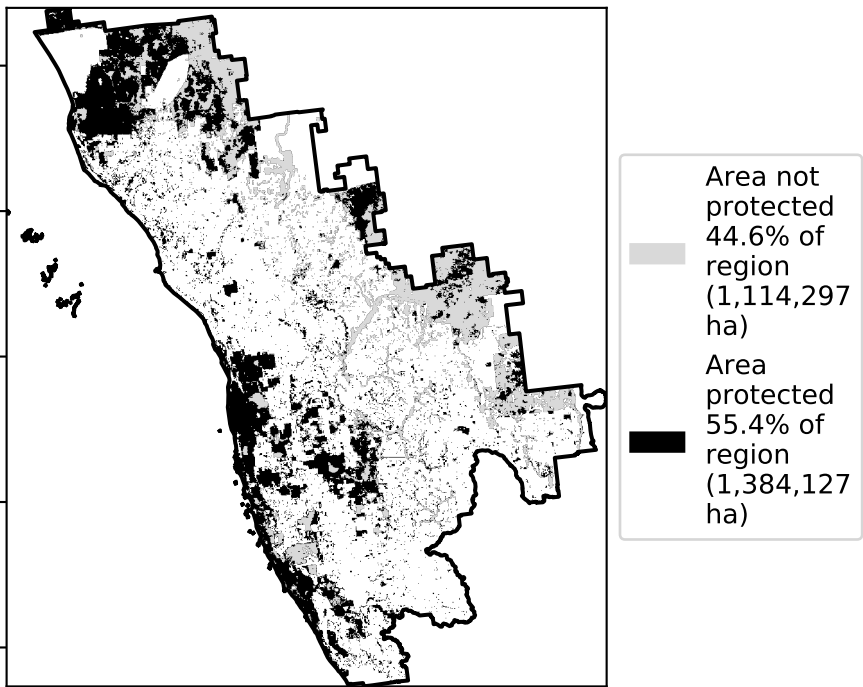 Area not
protected
44.6% of
region
(1,114,297
ha)
Area
protected
55.4% of
region
(1,384,127
ha)